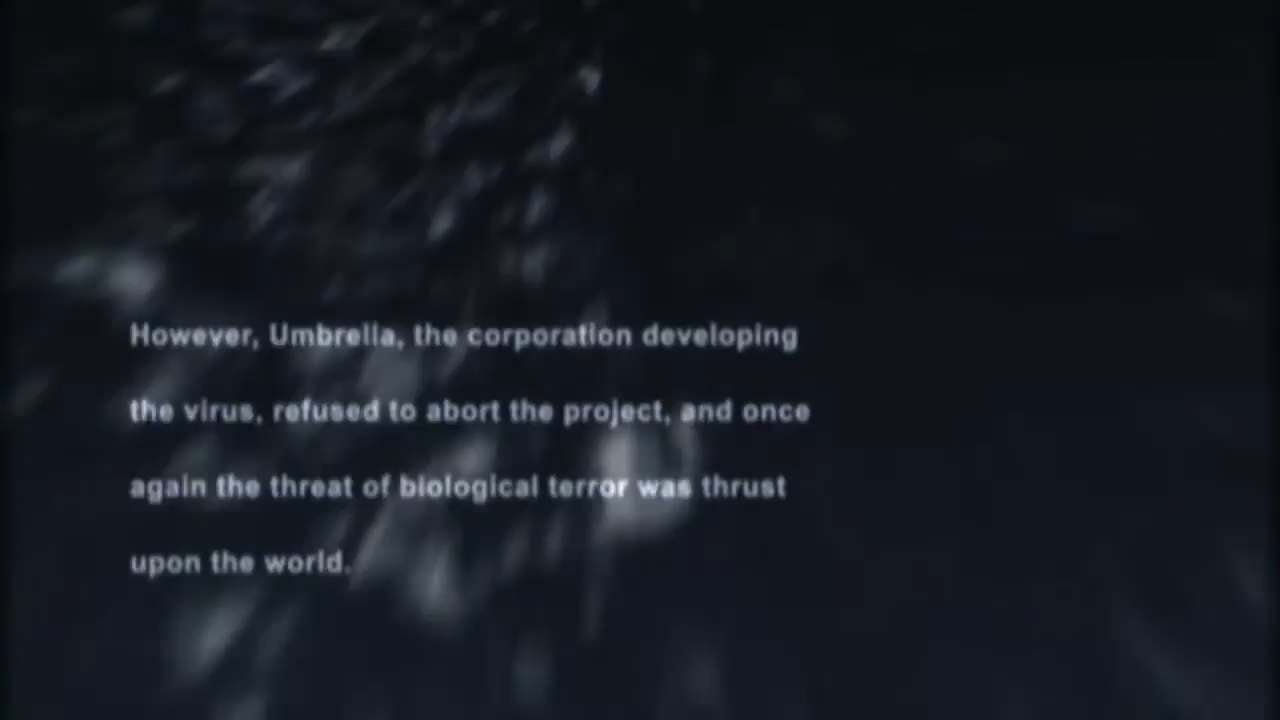 However, Umbrella, the corporation developing
the virus, refused to abort the project, and once
again the threat of biological terror was thrust
upon the world.